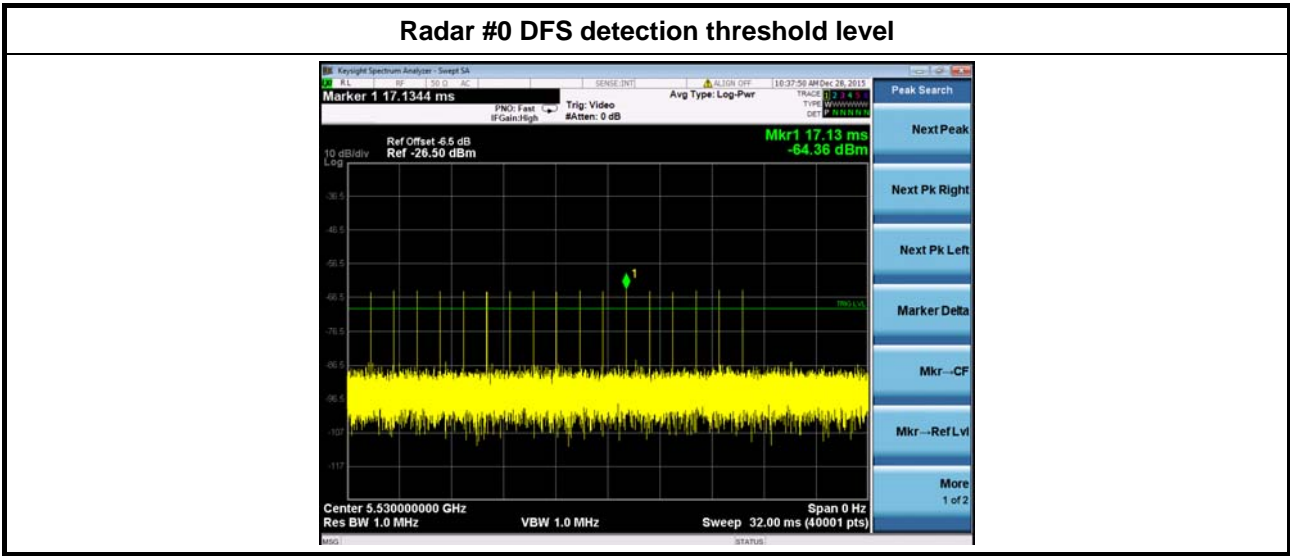 Radar #0 DFS detection threshold level
Keysight Spectrum Analyzer - Swept SA
RL RF 50 Ω AC SENSE:INT ALIGN OFF 10:37:50 AM Dec 28, 2015
Marker 1 17.1344 ms
PNO: Fast
IFGain:High
Trig: Video
#Atten: 0 dB
Avg Type: Log-Pwr
TRACE 1 2 3 4 5 6
TYPE WWWWWW
DET P N N N N N
Peak Search
Mkr1 17.13 ms
-64.36 dBm
Ref Offset -6.5 dB
10 dB/div Ref -26.50 dBm
Log
-36.5
-46.5
-56.5
1
-66.5
TRIG LVL
-76.5
-86.5
-96.5
-107
-117
Center 5.530000000 GHz Span 0 Hz
Res BW 1.0 MHz VBW 1.0 MHz Sweep 32.00 ms (40001 pts)
MSG STATUS
Next Peak
Next Pk Right
Next Pk Left
Marker Delta
Mkr→CF
Mkr→Ref Lvl
More
1 of 2